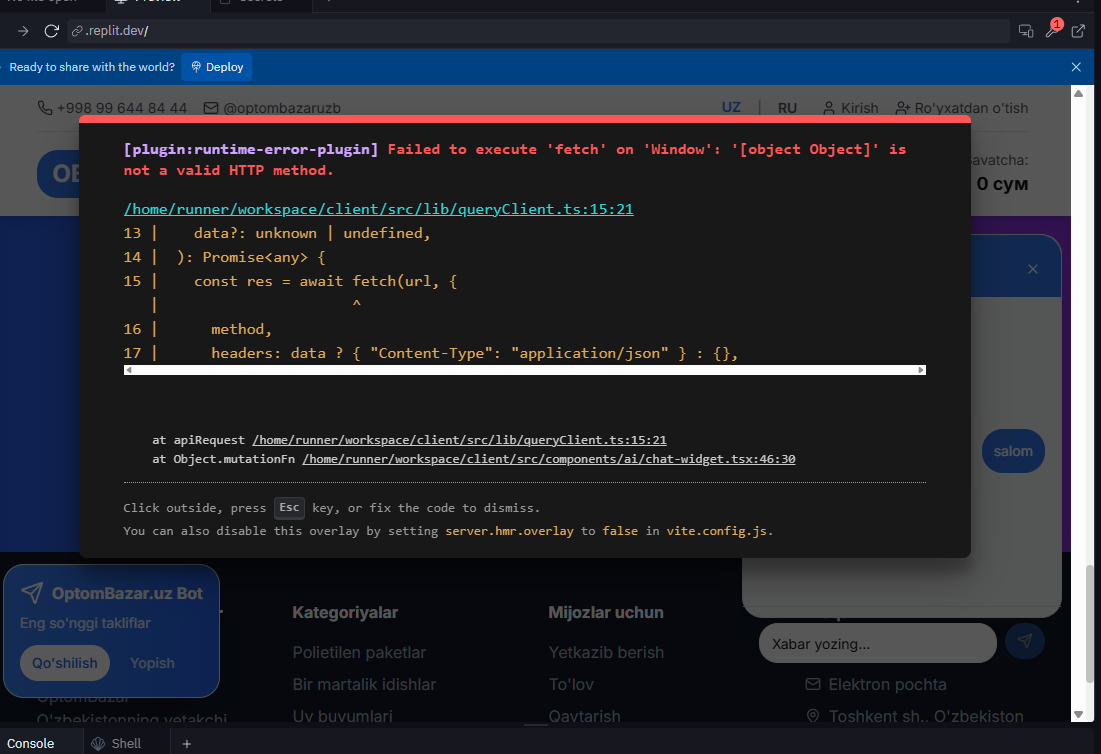 Preview
.replit.dev/
1
Ready to share with the world?
Deploy
+998 99 644 84 44
@optombazaruzb
UZ
RU
Kirish
Ro'yxatdan o'tish
[plugin:runtime-error-plugin] Failed to execute 'fetch' on 'Window': '[object Object]' is
not a valid HTTP method.
Savatcha:
0 сум
/home/runner/workspace/client/src/lib/queryClient.ts:15:21
13 |    data?: unknown | undefined,
14 |  ): Promise<any> {
15 |    const res = await fetch(url, {
|                      ^
16 |      method,
17 |      headers: data ? { "Content-Type": "application/json" } : {},
at apiRequest /home/runner/workspace/client/src/lib/queryClient.ts:15:21
at Object.mutationFn /home/runner/workspace/client/src/components/ai/chat-widget.tsx:46:30
salom
Click outside, press Esc key, or fix the code to dismiss.
You can also disable this overlay by setting server.hmr.overlay to false in vite.config.js.
OptomBazar.uz Bot
Eng so'nggi takliflar
Qo'shilish
Yopish
Kategoriyalar
Polietilen paketlar
Bir martalik idishlar
Uy buyumlari
Mijozlar uchun
Yetkazib berish
To'lov
Qaytarish
Xabar yozing...
Elektron pochta
Toshkent sh., O'zbekiston
OptomBazar
O'zbekistonning yetakchi
Console
Shell